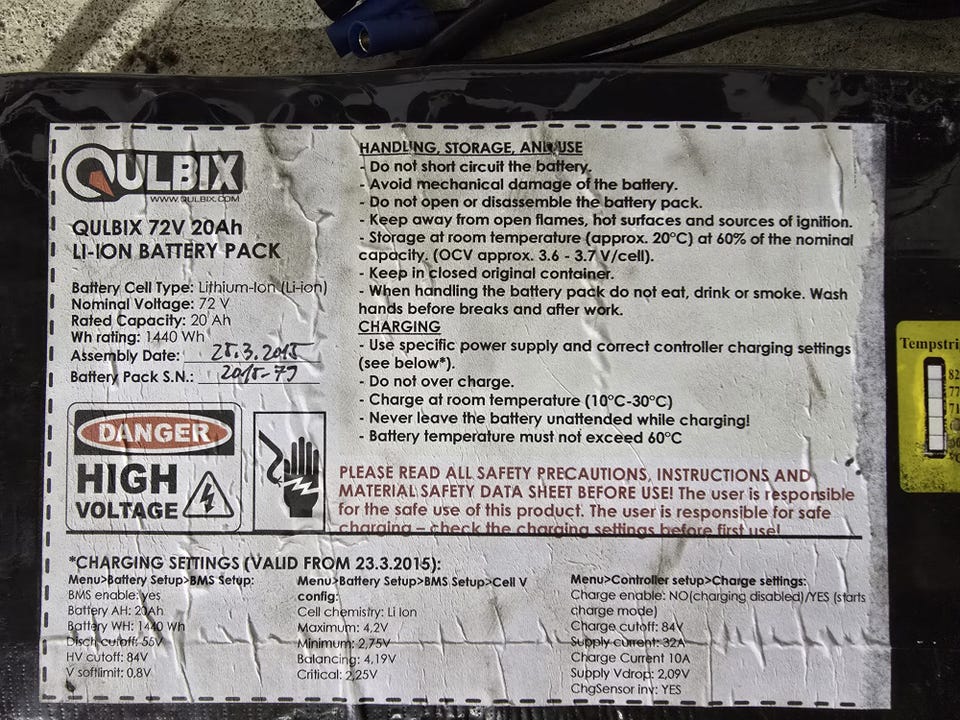 QULBIX
WWW.QULBIX.COM
QULBIX 72V 20Ah
LI-ION BATTERY PACK
Battery Cell Type: Lithium-Ion (Li-ion)
Nominal Voltage: 72 V
Rated Capacity: 20 Ah
Wh rating: 1440 Wh
Assembly Date: 25.3.2015
Battery Pack S.N.: 2015-79
DANGER
HIGH
VOLTAGE
HANDLING, STORAGE, AND USE
- Do not short circuit the battery.
- Avoid mechanical damage of the battery.
- Do not open or disassemble the battery pack.
- Keep away from open flames, hot surfaces and sources of ignition.
- Storage at room temperature (approx. 20°C) at 60% of the nominal
capacity. (OCV approx. 3.6 - 3.7 V/cell).
- Keep in closed original container.
- When handling the battery pack do not eat, drink or smoke. Wash
hands before breaks and after work.
CHARGING
- Use specific power supply and correct controller charging settings
(see below*).
- Do not over charge.
- Charge at room temperature (10°C-30°C)
- Never leave the battery unattended while charging!
- Battery temperature must not exceed 60°C
PLEASE READ ALL SAFETY PRECAUTIONS, INSTRUCTIONS AND
MATERIAL SAFETY DATA SHEET BEFORE USE! The user is responsible
for the safe use of this product. The user is responsible for safe
charging – check the charging settings before first use!
*CHARGING SETTINGS (VALID FROM 23.3.2015):
Menu>Battery Setup>BMS Setup:
BMS enable: yes
Battery AH: 20Ah
Battery WH: 1440 Wh
Disch cutoff: 55V
HV cutoff: 84V
V softlimit: 0,8V
Menu>Battery Setup>BMS Setup>Cell V
config:
Cell chemistry: Li Ion
Maximum: 4,2V
Minimum: 2,75V
Balancing: 4,19V
Critical: 2,25V
Menu>Controller setup>Charge settings:
Charge enable: NO(charging disabled)/YES (starts
charge mode)
Charge cutoff: 84V
Supply current: 32A
Charge Current 10A
Supply Vdrop: 2,09V
ChgSensor inv: YES
Tempstrip
82
77
71